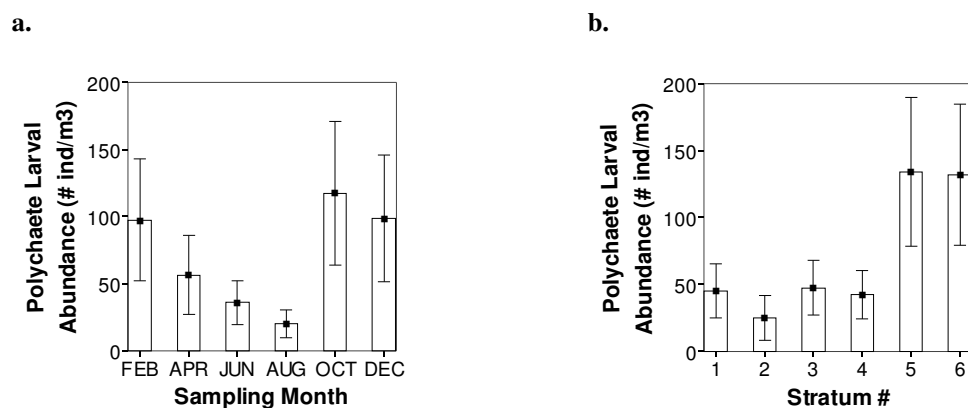 a.
200
150
100
50
0
Polychaete Larval
Abundance (# ind/m3)
FEB APR JUN AUG OCT DEC
Sampling Month
b.
200
150
100
50
0
Polychaete Larval
Abundance (# ind/m3)
1 2 3 4 5 6
Stratum #